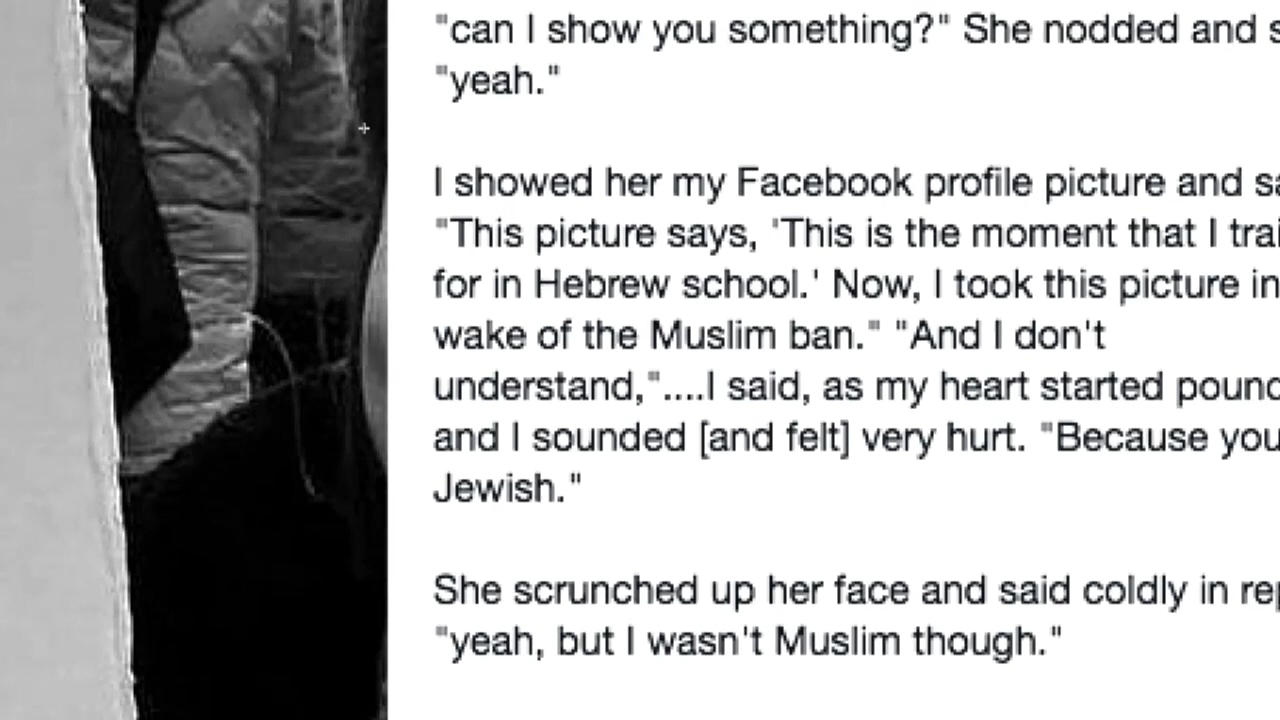 "can I show you something?" She nodded and
"yeah."
I showed her my Facebook profile picture and
"This picture says, 'This is the moment that I
for in Hebrew school.' Now, I took this picture in
wake of the Muslim ban." "And I don't
understand,"....I said, as my heart started
and I sounded [and felt] very hurt. "Because you
Jewish."
She scrunched up her face and said coldly in
"yeah, but I wasn't Muslim though."